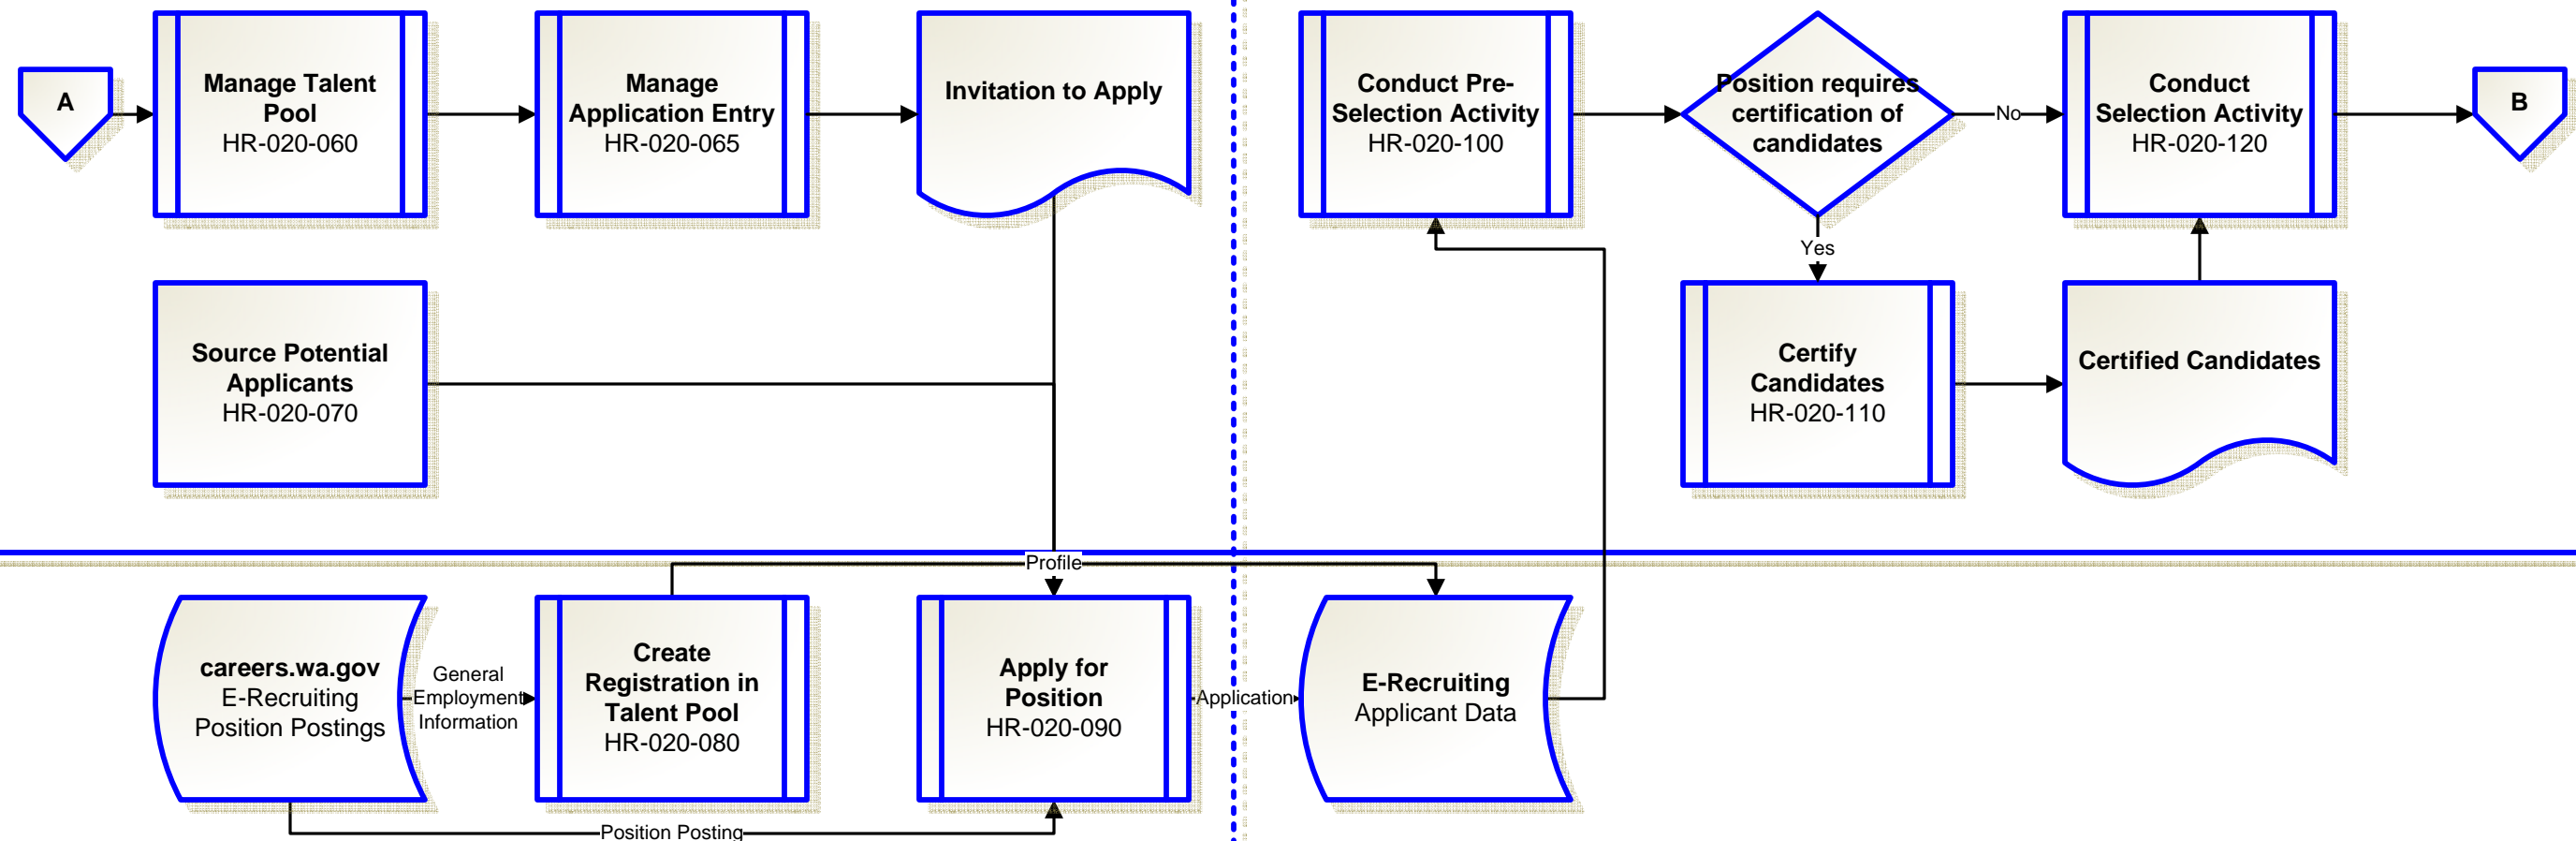 A
Manage Talent
Pool
HR-020-060
Manage
Application Entry
HR-020-065
Invitation to Apply
Conduct Pre-
Selection Activity
HR-020-100
Position requires
certification of
candidates
No
Conduct
Selection Activity
HR-020-120
B
Yes
Source Potential
Applicants
HR-020-070
Certify
Candidates
HR-020-110
Certified Candidates
Profile
careers.wa.gov
E-Recruiting
Position Postings
General
Employment
Information
Create
Registration in
Talent Pool
HR-020-080
Apply for
Position
HR-020-090
Application
E-Recruiting
Applicant Data
Position Posting